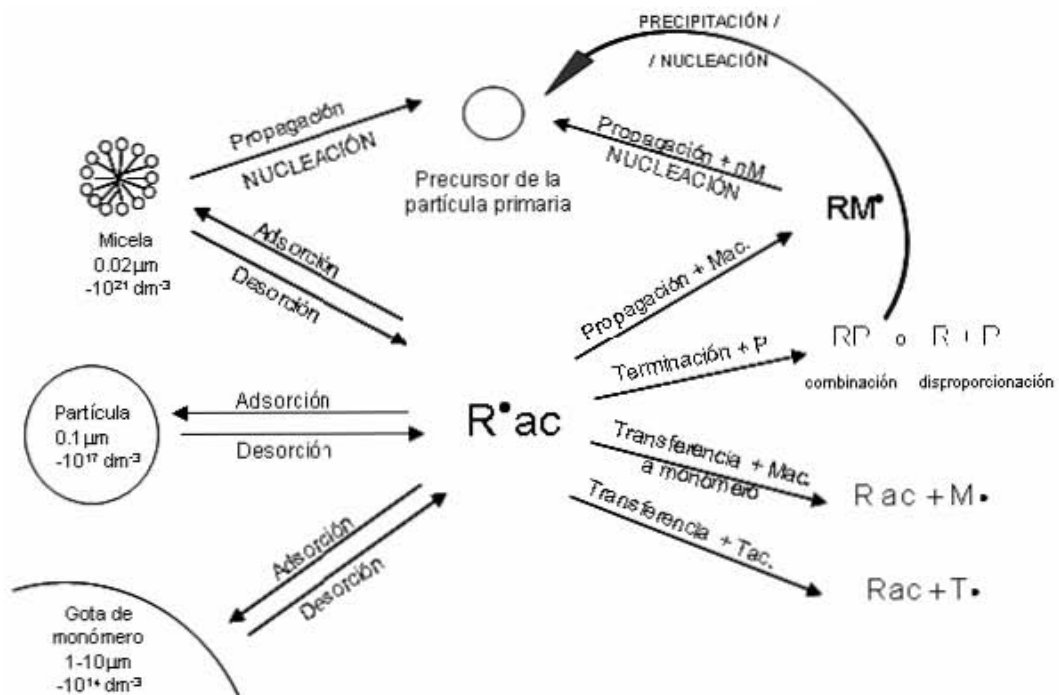 PRECIPITACIÓN /
/ NUCLEACIÓN
Propagación
NUCLEACIÓN
Propagación + nM
NUCLEACIÓN
Precursor de la
partícula primaria
RM•
Micela
0.02µm
-10²¹ dm⁻³
Adsorción
Desorción
Propagación + Mac.
Terminación + P
RP o R + P
combinación disproporcionación
Partícula
0.1µm
-10¹⁷ dm⁻³
Adsorción
Desorción
R•ac
Transferencia + Mac.
a monómero
Rac + M•
Transferencia + Tac.
Rac + T•
Adsorción
Desorción
Gota de
monómero
1-10µm
-10¹⁴ dm⁻³